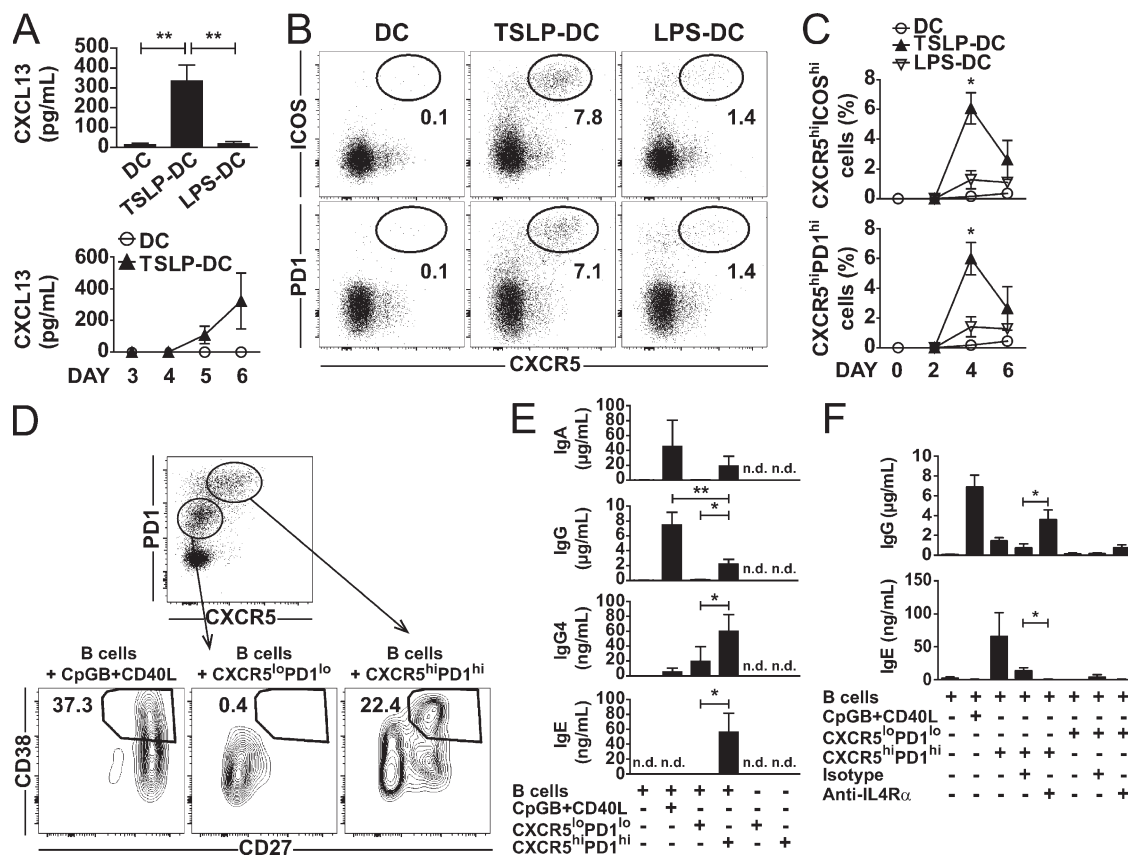 A
** **
CXCL13
(pg/mL)
500
400
300
200
100
0
DC
TSLP-DC
LPS-DC
DC
TSLP-DC
CXCL13
(pg/mL)
600
400
200
0
DAY 3 4 5 6
B
DC TSLP-DC LPS-DC
ICOS
0.1 7.8 1.4
PD1
0.1 7.1 1.4
CXCR5
C
DC
TSLP-DC
LPS-DC
CXCR5hiICOShi
cells (%)
8
6
4
2
0
*
CXCR5hiPD1hi
cells (%)
8
6
4
2
0
*
DAY 0 2 4 6
D
PD1
CXCR5
B cells
+ CpGB+CD40L
B cells
+ CXCR5loPD1lo
B cells
+ CXCR5hiPD1hi
37.3 0.4 22.4
CD38
CD27
E
IgA
(µg/mL)
100
80
60
40
20
0
n.d. n.d.
IgG
(µg/mL)
10
8
6
4
2
0
**
*
n.d. n.d.
IgG4
(ng/mL)
100
80
60
40
20
0
*
n.d. n.d.
IgE
(ng/mL)
100
80
60
40
20
0
*
n.d. n.d. n.d. n.d.
B cells + + + + - -
CpGB+CD40L - + - - - -
CXCR5loPD1lo - - + - + -
CXCR5hiPD1hi - - - + - +
F
IgG (µg/mL)
10
8
6
4
2
0
*
IgE (ng/mL)
150
100
50
0
*
B cells + + + + + + + +
CpGB+CD40L - + - - - - - -
CXCR5loPD1lo - - - - - + + +
CXCR5hiPD1hi - - + + + - - -
Isotype - - - + - - + -
Anti-IL4Rα - - - - + - - +